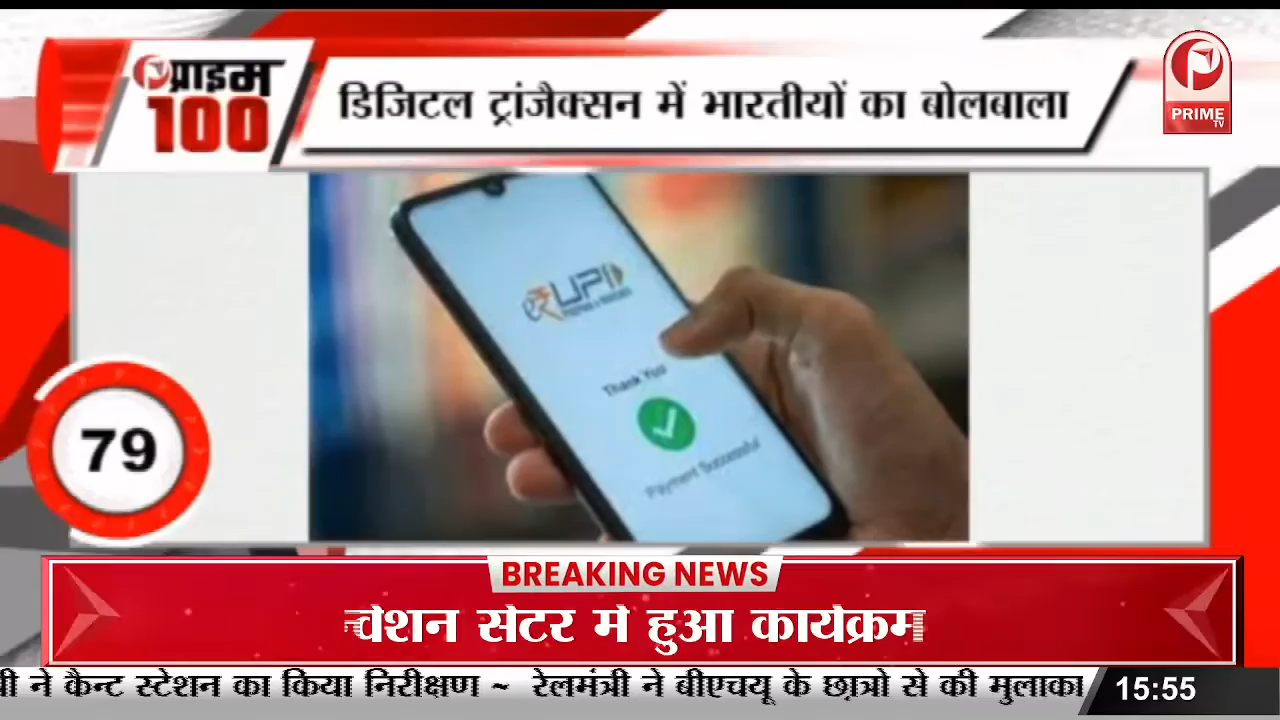 प्राइम
100
डिजिटल ट्रांजैक्सन में भारतीयों का बोलबाला
PRIME
TV
UPI
Thank You
Payment Successful
79
BREAKING NEWS
सेंटर में हुआ कार्यक्रम
ने कैन्ट स्टेशन का किया निरीक्षण ~ रेलमंत्री ने बीएचयू के छात्रो से की
15:55